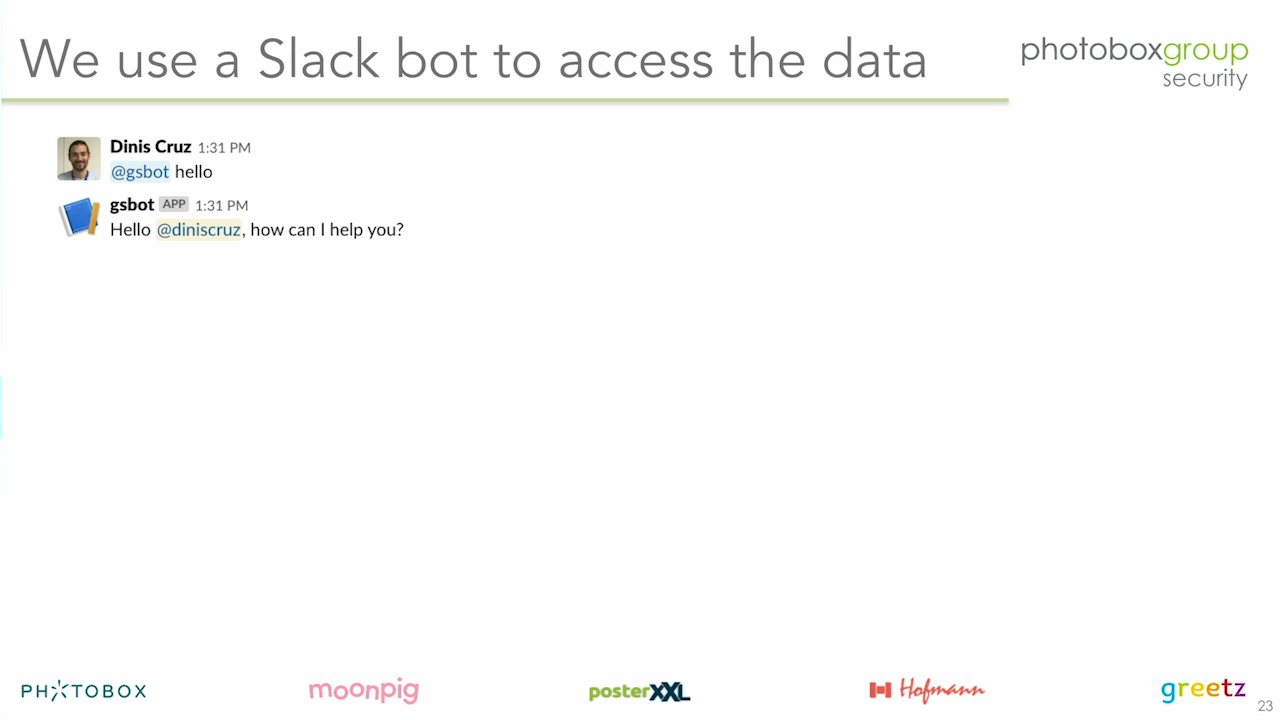 We use a Slack bot to access the data
photoboxgroup
security
Dinis Cruz 1:31 PM
@gsbot hello
gsbot APP 1:31 PM
Hello @diniscruz, how can I help you?
PHOTOBOX
moonpig
posterXXL
Hofmann
greetz
23